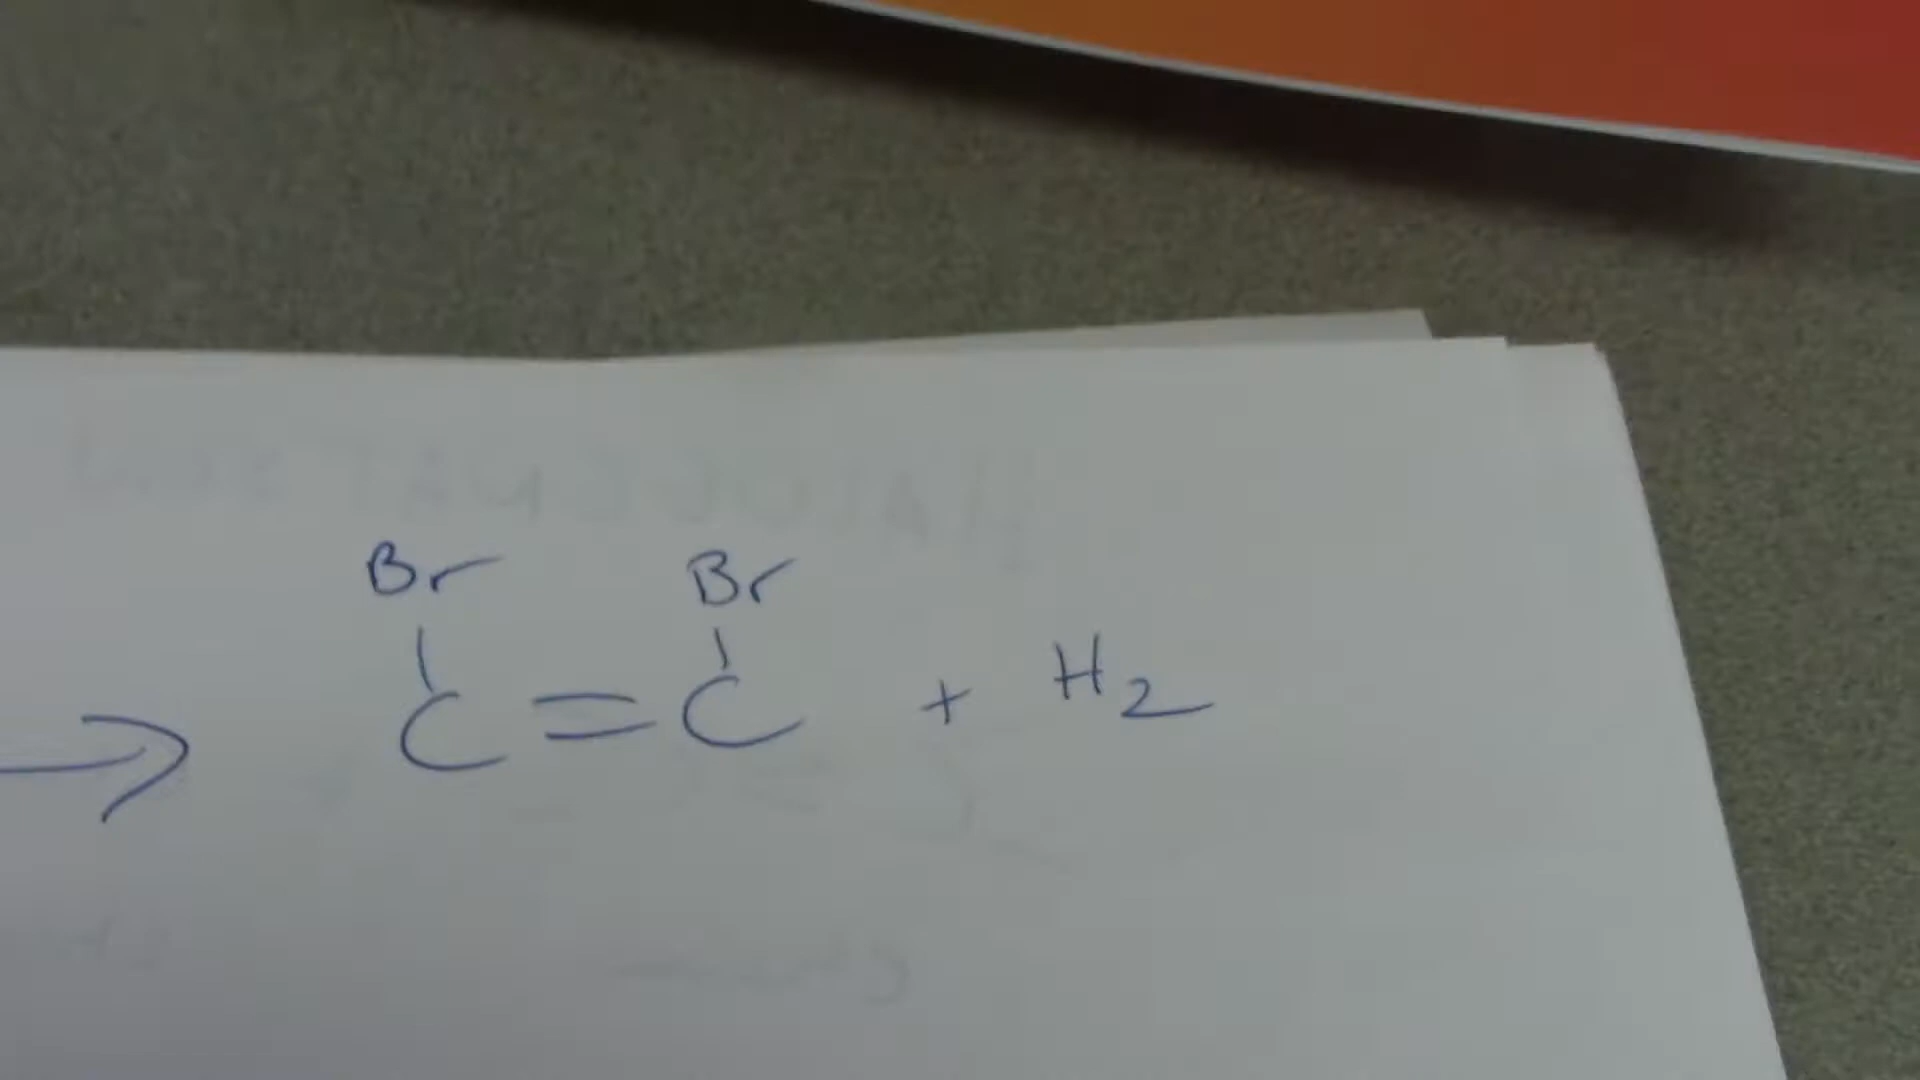 Br Br
| |
→ C = C + H2